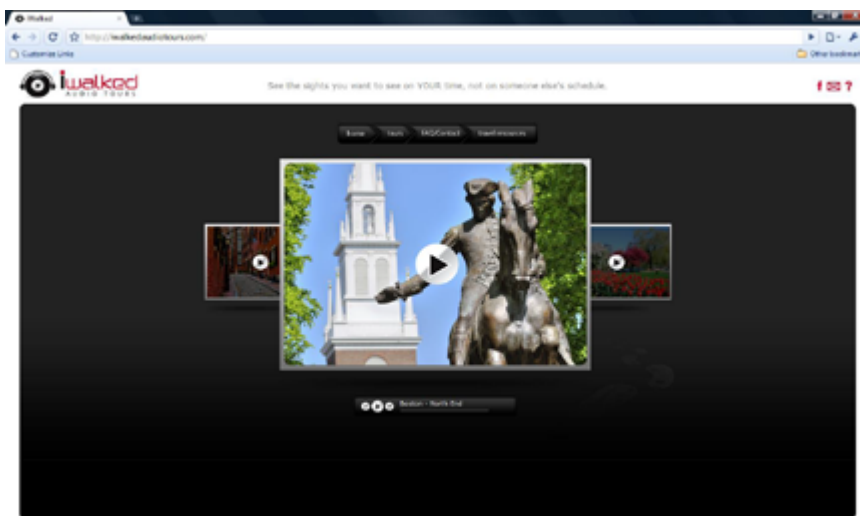 iWalked
http://iwalkedaudiotours.com/
Customize Links
Other bookmar
iwalked
AUDIO TOURS
See the sights you want to see on YOUR time, not on someone else's schedule.
f ?
home tours FAQ/Contact travel resources
Boston - North End